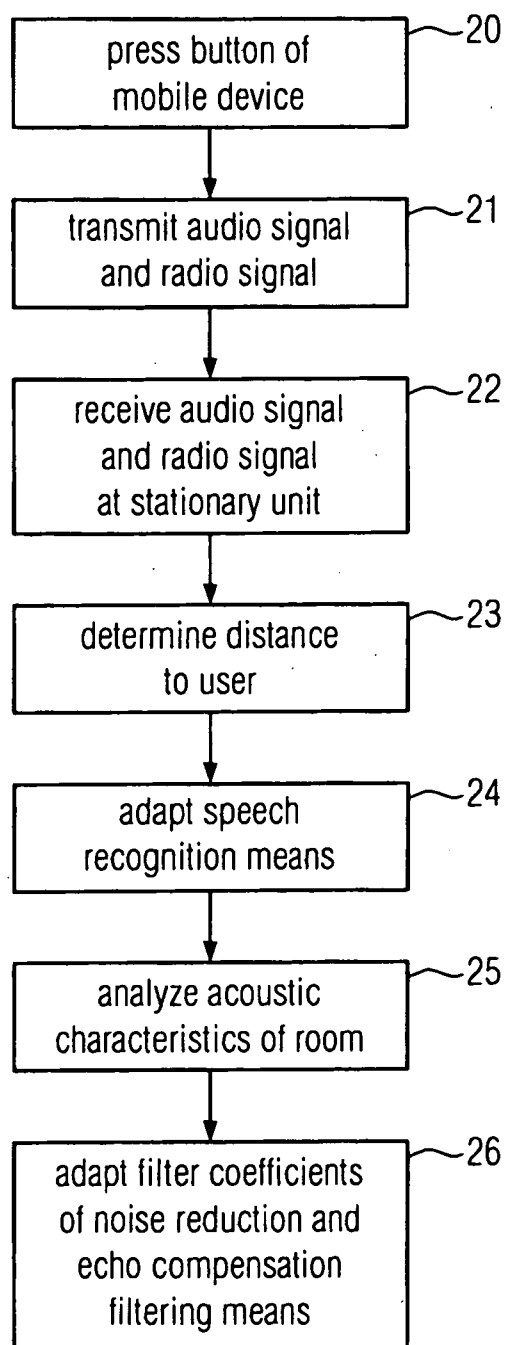 press button of
mobile device
20
transmit audio signal
and radio signal
21
receive audio signal
and radio signal
at stationary unit
22
determine distance
to user
23
adapt speech
recognition means
24
analyze acoustic
characteristics of room
25
adapt filter coefficients
of noise reduction and
echo compensation
filtering means
26